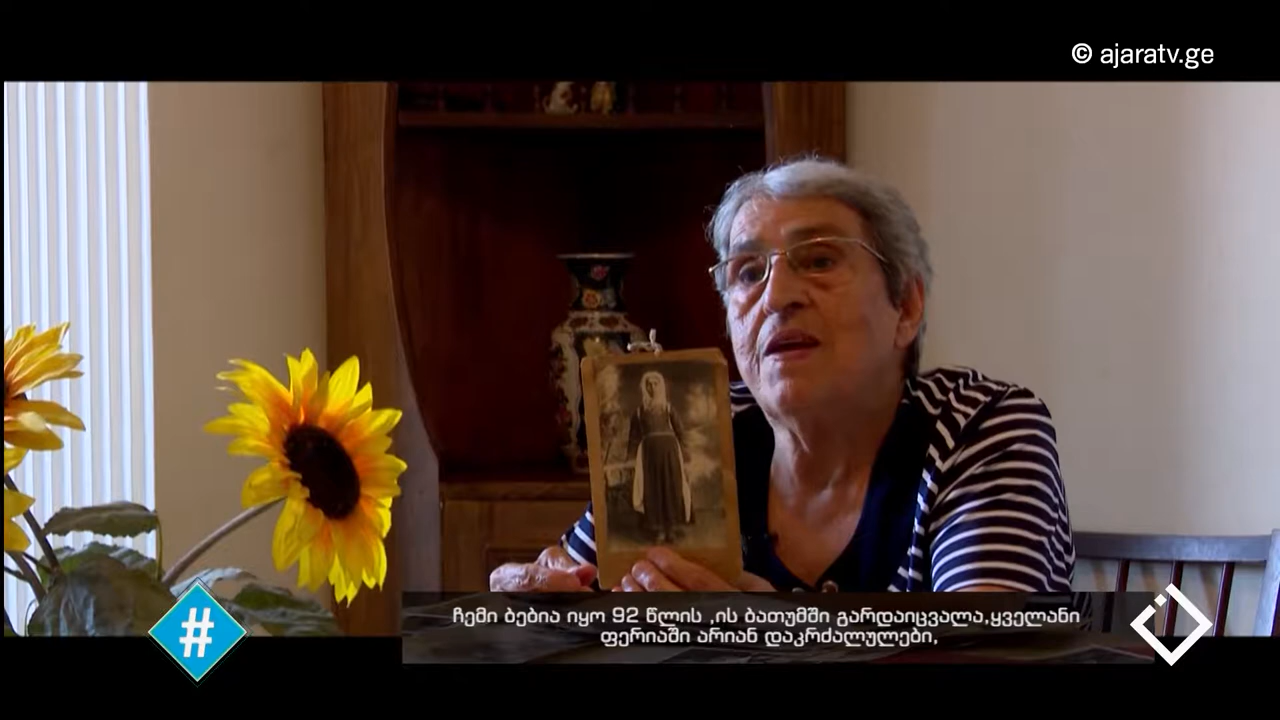 © ajaratv.ge
#
ჩემი ბებია იყო 92 წლის ,ის ბათუმში გარდაიცვალა,ყველანი
ფერიაში არიან დაკრძალულები,